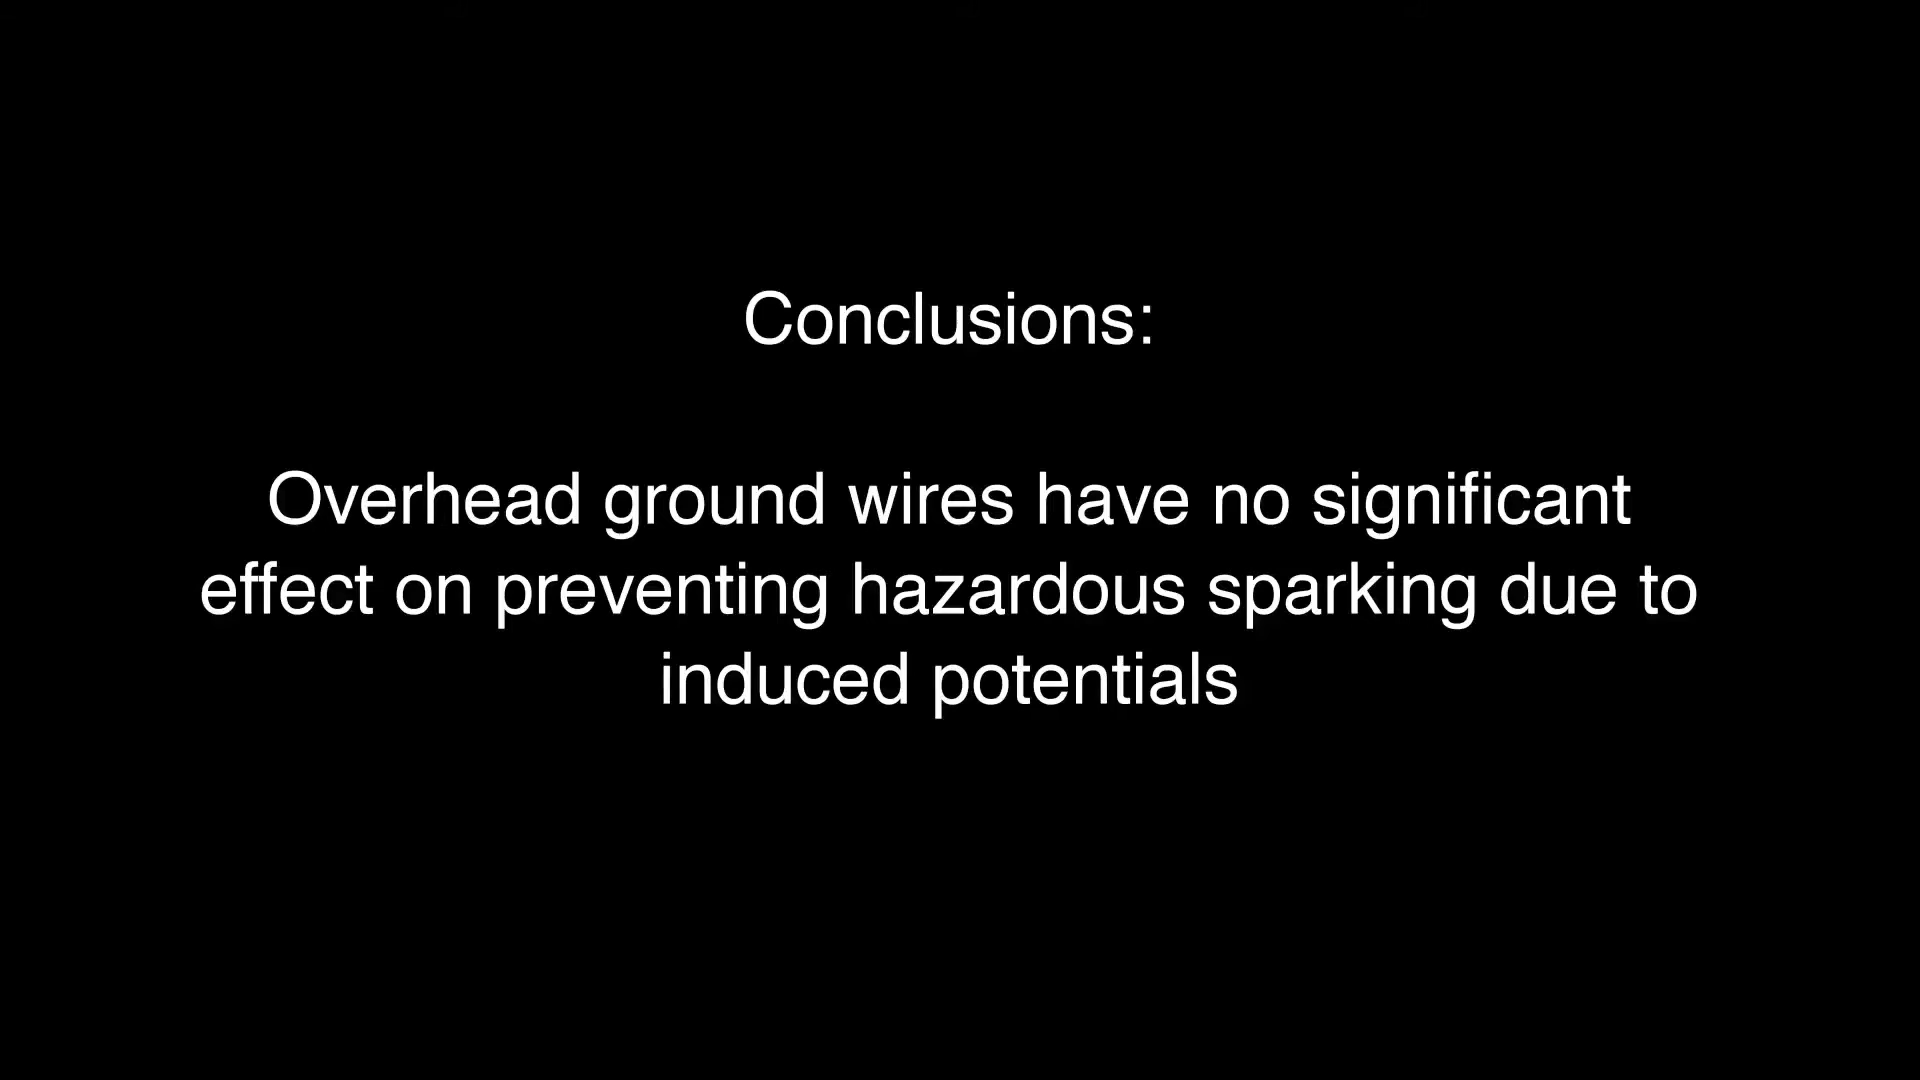 Conclusions:
Overhead ground wires have no significant
effect on preventing hazardous sparking due to
induced potentials